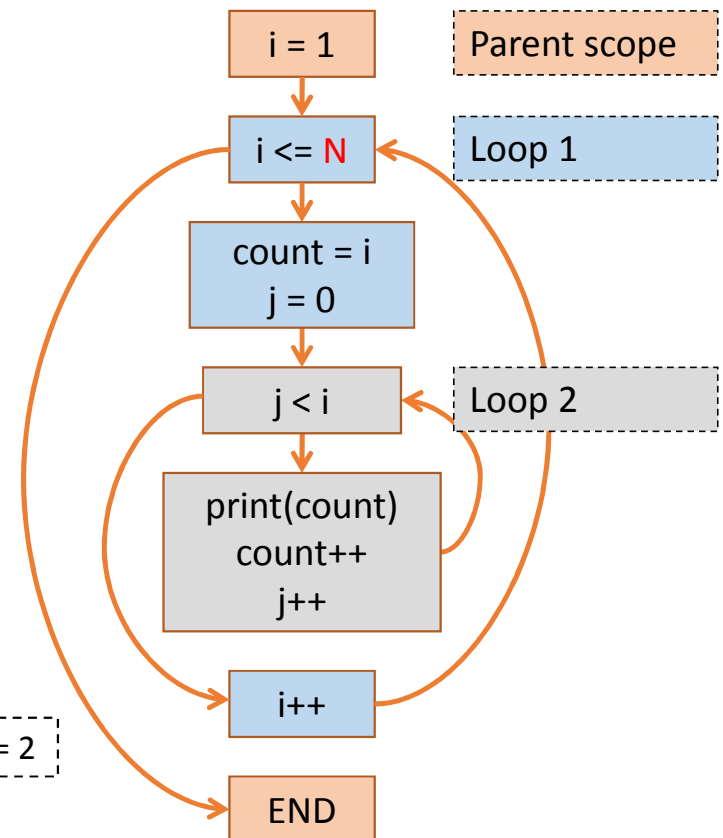 i = 1
Parent scope
i <= N
Loop 1
count = i
j = 0
j < i
Loop 2
print(count)
count++
j++
i++
= 2
END